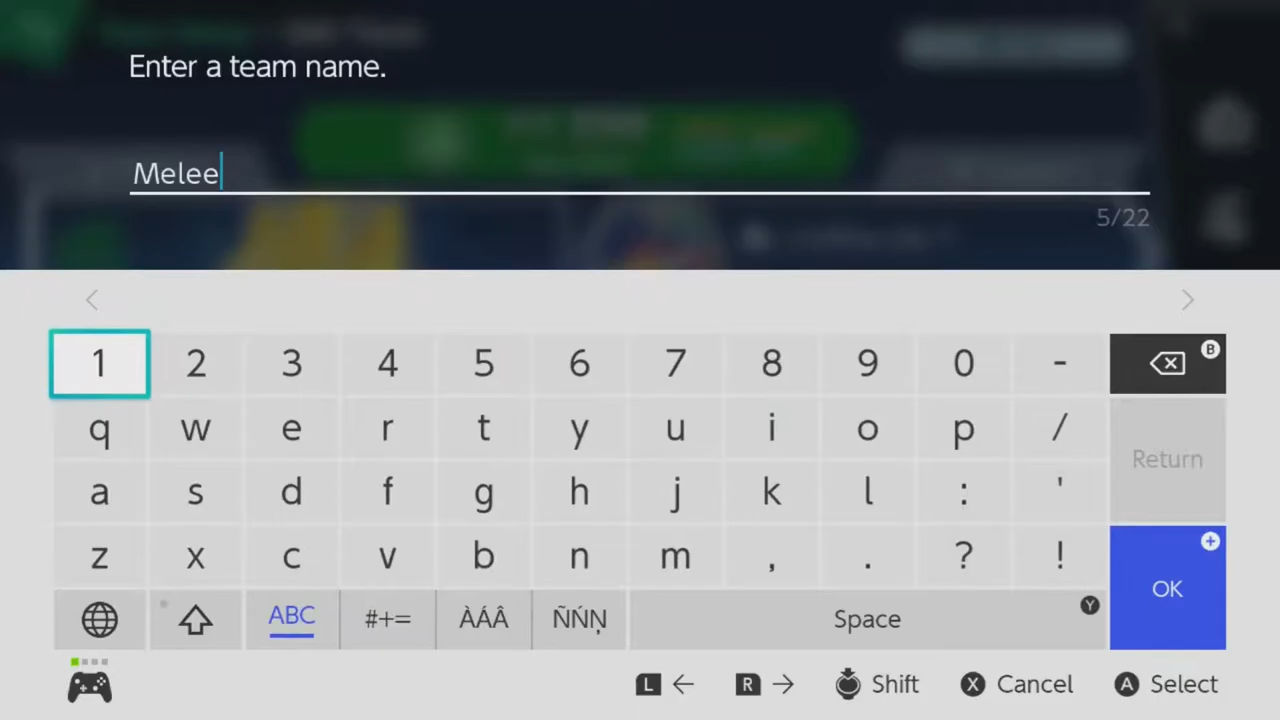 Enter a team name.
Melee
5/22
1 2 3 4 5 6 7 8 9 0 - B
q w e r t y u i o p / Return
a s d f g h j k l : '
z x c v b n m , . ? ! + OK
ABC #+= ÀÁÂ ÑŃŅ Space Y
L ← R → Shift X Cancel A Select